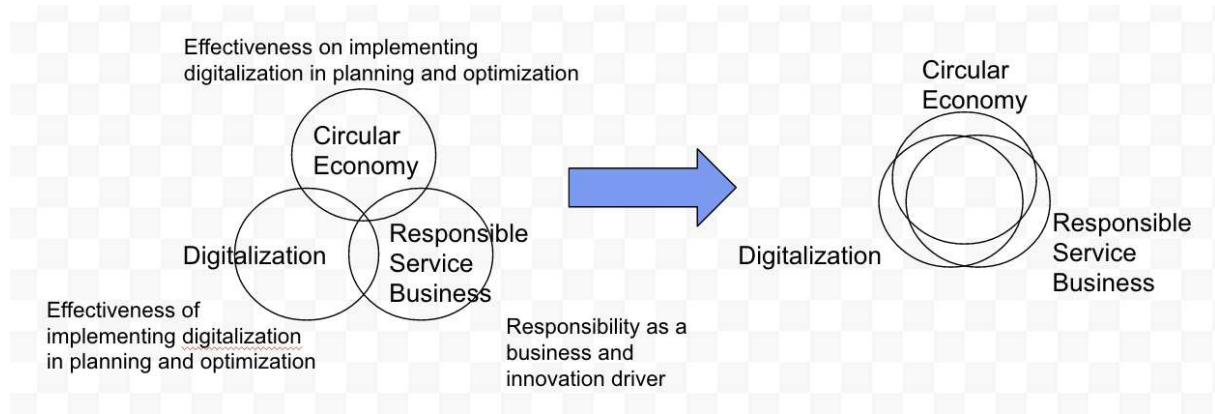 Effectiveness on implementing
digitalization in planning and optimization
Circular
Economy
Digitalization
Responsible
Service
Business
Effectiveness of
implementing digitalization
in planning and optimization
Responsibility as a
business and
innovation driver
Circular
Economy
Digitalization
Responsible
Service
Business